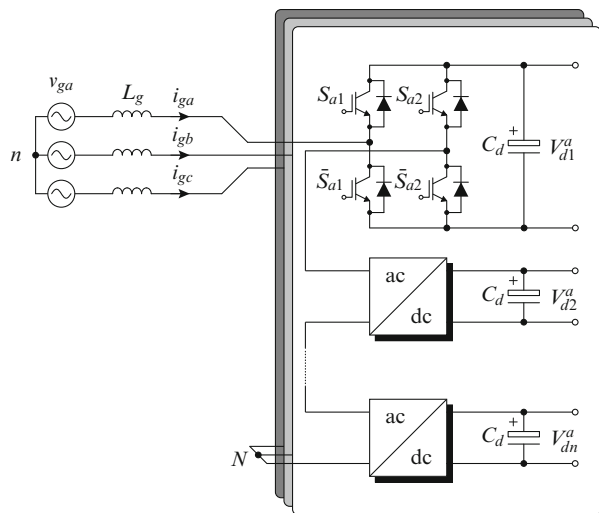 v_ga
L_g
i_ga
i_gb
i_gc
n
S_a1
S_a2
S̄_a1
S̄_a2
C_d
+
V^a_d1
ac
dc
C_d
+
V^a_d2
ac
dc
C_d
+
V^a_dn
N